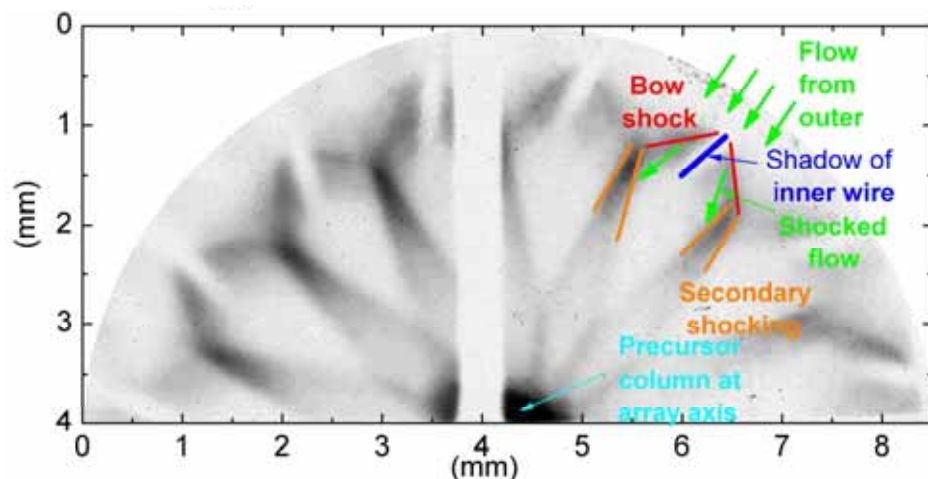 0
1
2
3
4
(mm)
Flow
from
outer
Bow
shock
Shadow of
inner wire
Shocked
flow
Secondary
shocking
Precursor
column at
array axis
0 1 2 3 4 5 6 7 8
(mm)